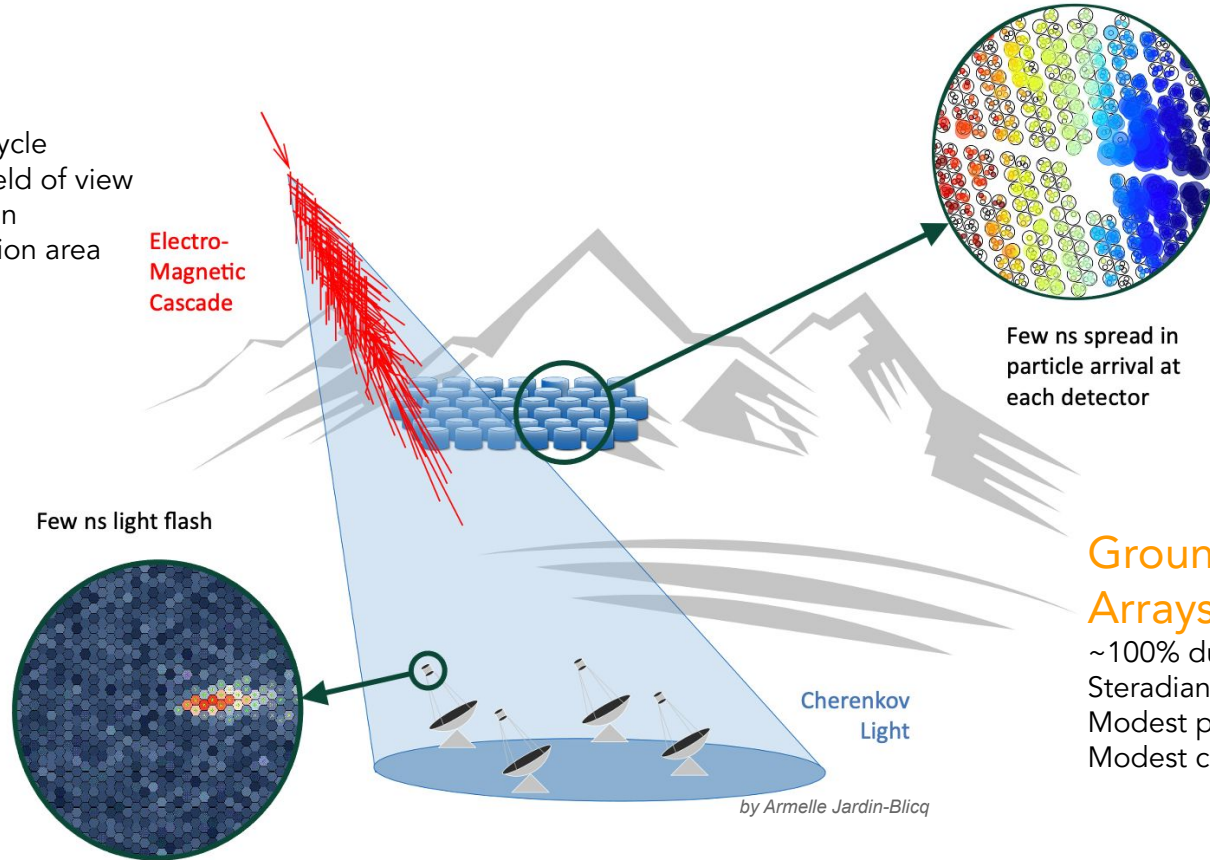 ycle
eld of view
n
ion area
Electro-
Magnetic
Cascade
Few ns spread in
particle arrival at
each detector
Few ns light flash
Groun
Arrays
~100% du
Steradian
Modest p
Modest c
Cherenkov
Light
by Armelle Jardin-Blicq